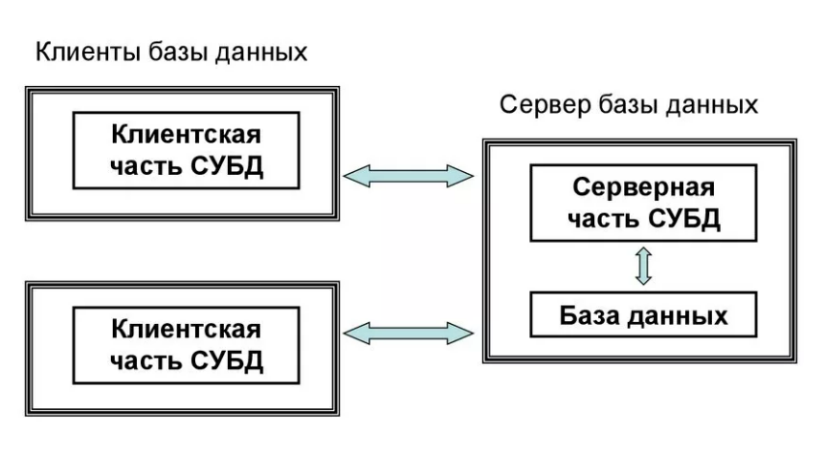 Клиенты базы данных
Клиентская
часть СУБД
Клиентская
часть СУБД
Сервер базы данных
Серверная
часть СУБД
База данных